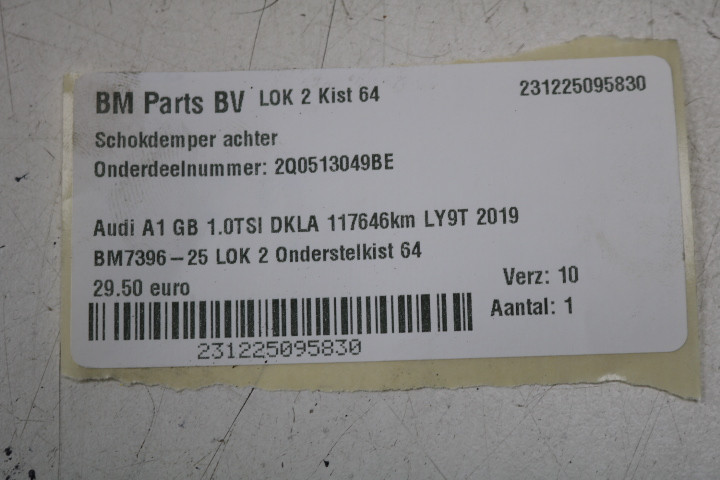 BM Parts BV LOK 2 Kist 64 231225095830
Schokdemper achter
Onderdeelnummer: 2Q0513049BE
Audi A1 GB 1.0TSI DKLA 117646km LY9T 2019
BM7396-25 LOK 2 Onderstelkist 64
29.50 euro Verz: 10
Aantal: 1
231225095830